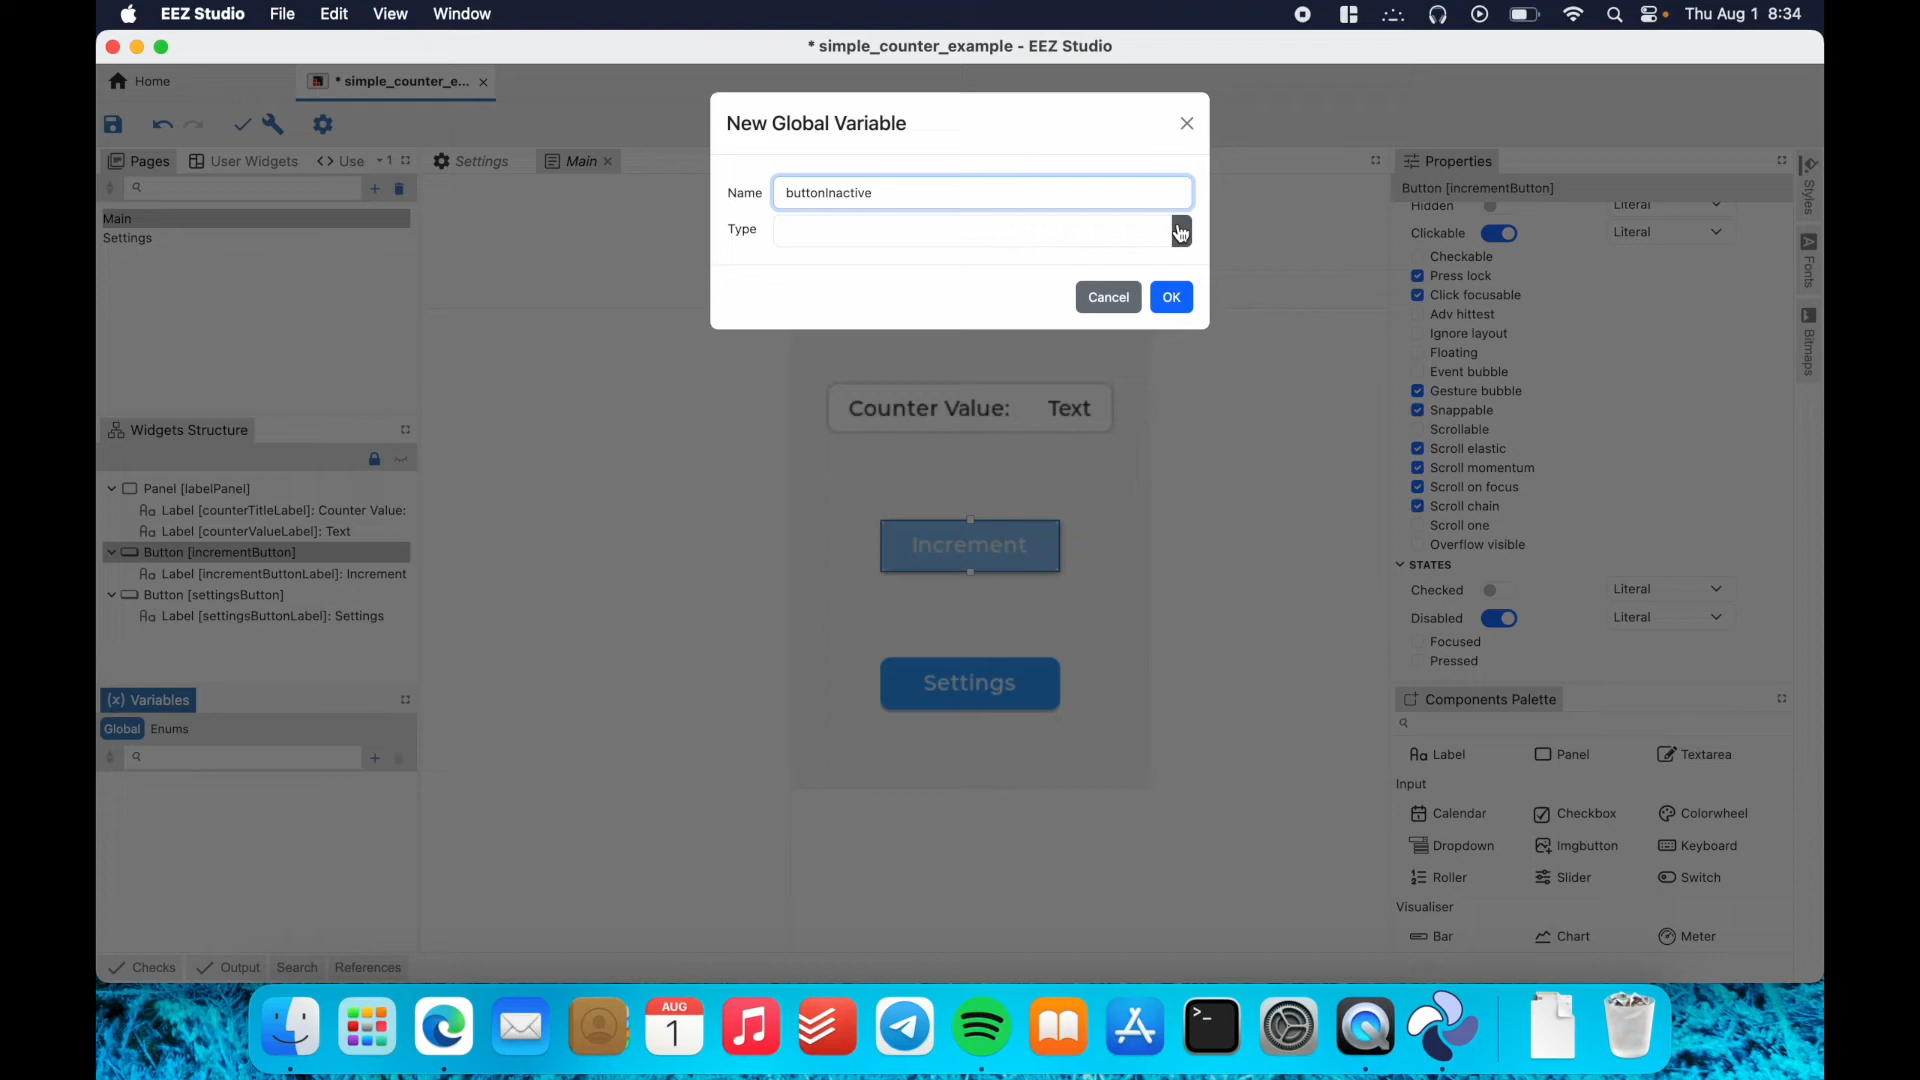 EEZ Studio File Edit View Window
Thu Aug 1 8:34
* simple_counter_example - EEZ Studio
Home
* simple_counter_e...
Pages
User Widgets
<> Use
1
Settings
Main
Main
Settings
Widgets Structure
Panel [labelPanel]
Label [counterTitleLabel]: Counter Value:
Label [counterValueLabel]: Text
Button [incrementButton]
Label [incrementButtonLabel]: Increment
Button [settingsButton]
Label [settingsButtonLabel]: Settings
(x) Variables
Global Enums
Checks
Output
Search
References
New Global Variable
Name buttonInactive
Type
Cancel OK
Counter Value: Text
Increment
Settings
Properties
Button [incrementButton]
Hidden Literal
Clickable Literal
Checkable
Press lock
Click focusable
Adv hittest
Ignore layout
Floating
Event bubble
Gesture bubble
Snappable
Scrollable
Scroll elastic
Scroll momentum
Scroll on focus
Scroll chain
Scroll one
Overflow visible
STATES
Checked Literal
Disabled Literal
Focused
Pressed
Components Palette
Label Panel Textarea
Input
Calendar Checkbox Colorwheel
Dropdown Imgbutton Keyboard
Roller Slider Switch
Visualiser
Bar Chart Meter
Styles
Fonts
Bitmaps
AUG
1